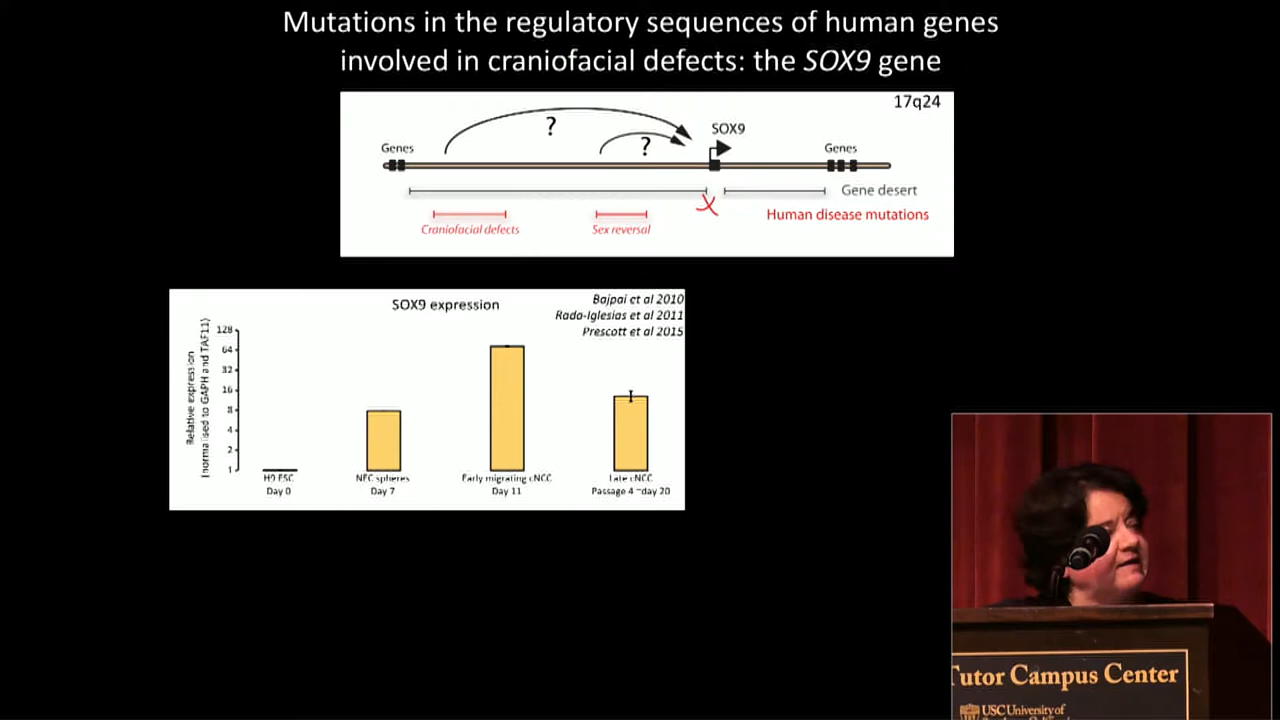 Mutations in the regulatory sequences of human genes
involved in craniofacial defects: the SOX9 gene
17q24
? ? SOX9
Genes Genes
Gene desert
X
Human disease mutations
Craniofacial defects Sex reversal
SOX9 expression
Bajpai et al 2010
Rada-Iglesias et al 2011
Prescott et al 2015
Relative expression
(normalised to GAPH and TAF11)
128
64
32
16
8
4
2
1
H9 ESC
Day 0
NEC spheres
Day 7
Early migrating cNCC
Day 11
Late cNCC
Passage 4 ~day 20
Tutor Campus Center
USC University of